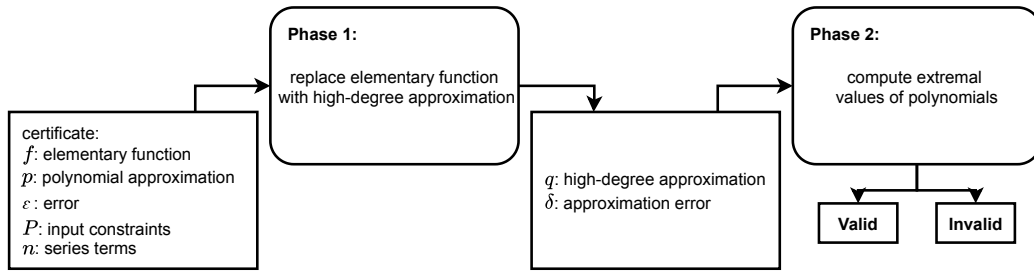 Phase 1:
replace elementary function
with high-degree approximation
Phase 2:
compute extremal
values of polynomials
certificate:
f: elementary function
p: polynomial approximation
ε: error
P: input constraints
n: series terms
q: high-degree approximation
δ: approximation error
Valid
Invalid